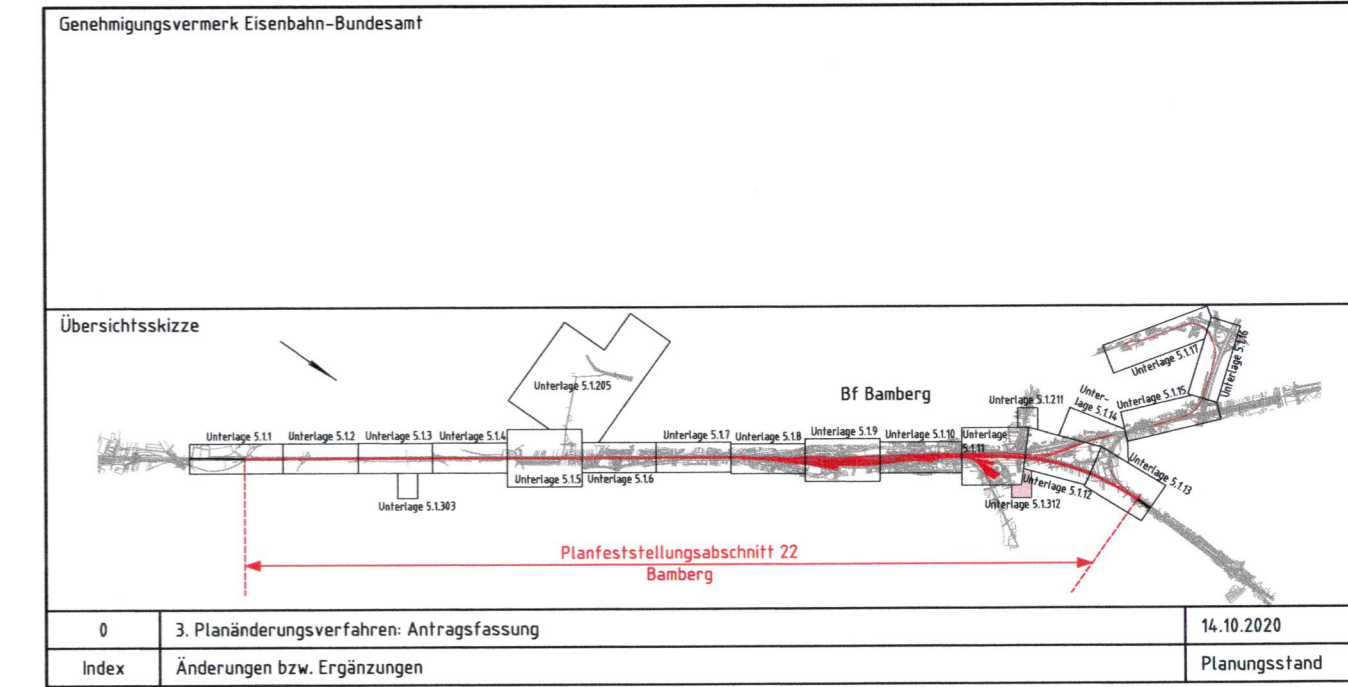 Genehmigungsvermerk Eisenbahn-Bundesamt
Übersichtsskizze
Unterlage 5.1.205
Bf Bamberg
Unterlage 5.1.211
Unter-
lage 5.1.14
Unterlage 5.1.15
Unterlage 5.1.16
Unterlage 5.1.17
Unterlage 5.1.1
Unterlage 5.1.2
Unterlage 5.1.3
Unterlage 5.1.4
Unterlage 5.1.5
Unterlage 5.1.6
Unterlage 5.1.7
Unterlage 5.1.8
Unterlage 5.1.9
Unterlage 5.1.10
Unterlage
5.1.11
Unterlage 5.1.12
Unterlage 5.1.13
Unterlage 5.1.303
Unterlage 5.1.312
Planfeststellungsabschnitt 22
Bamberg
0 3. Planänderungsverfahren: Antragsfassung 14.10.2020
Index Änderungen bzw. Ergänzungen Planungsstand